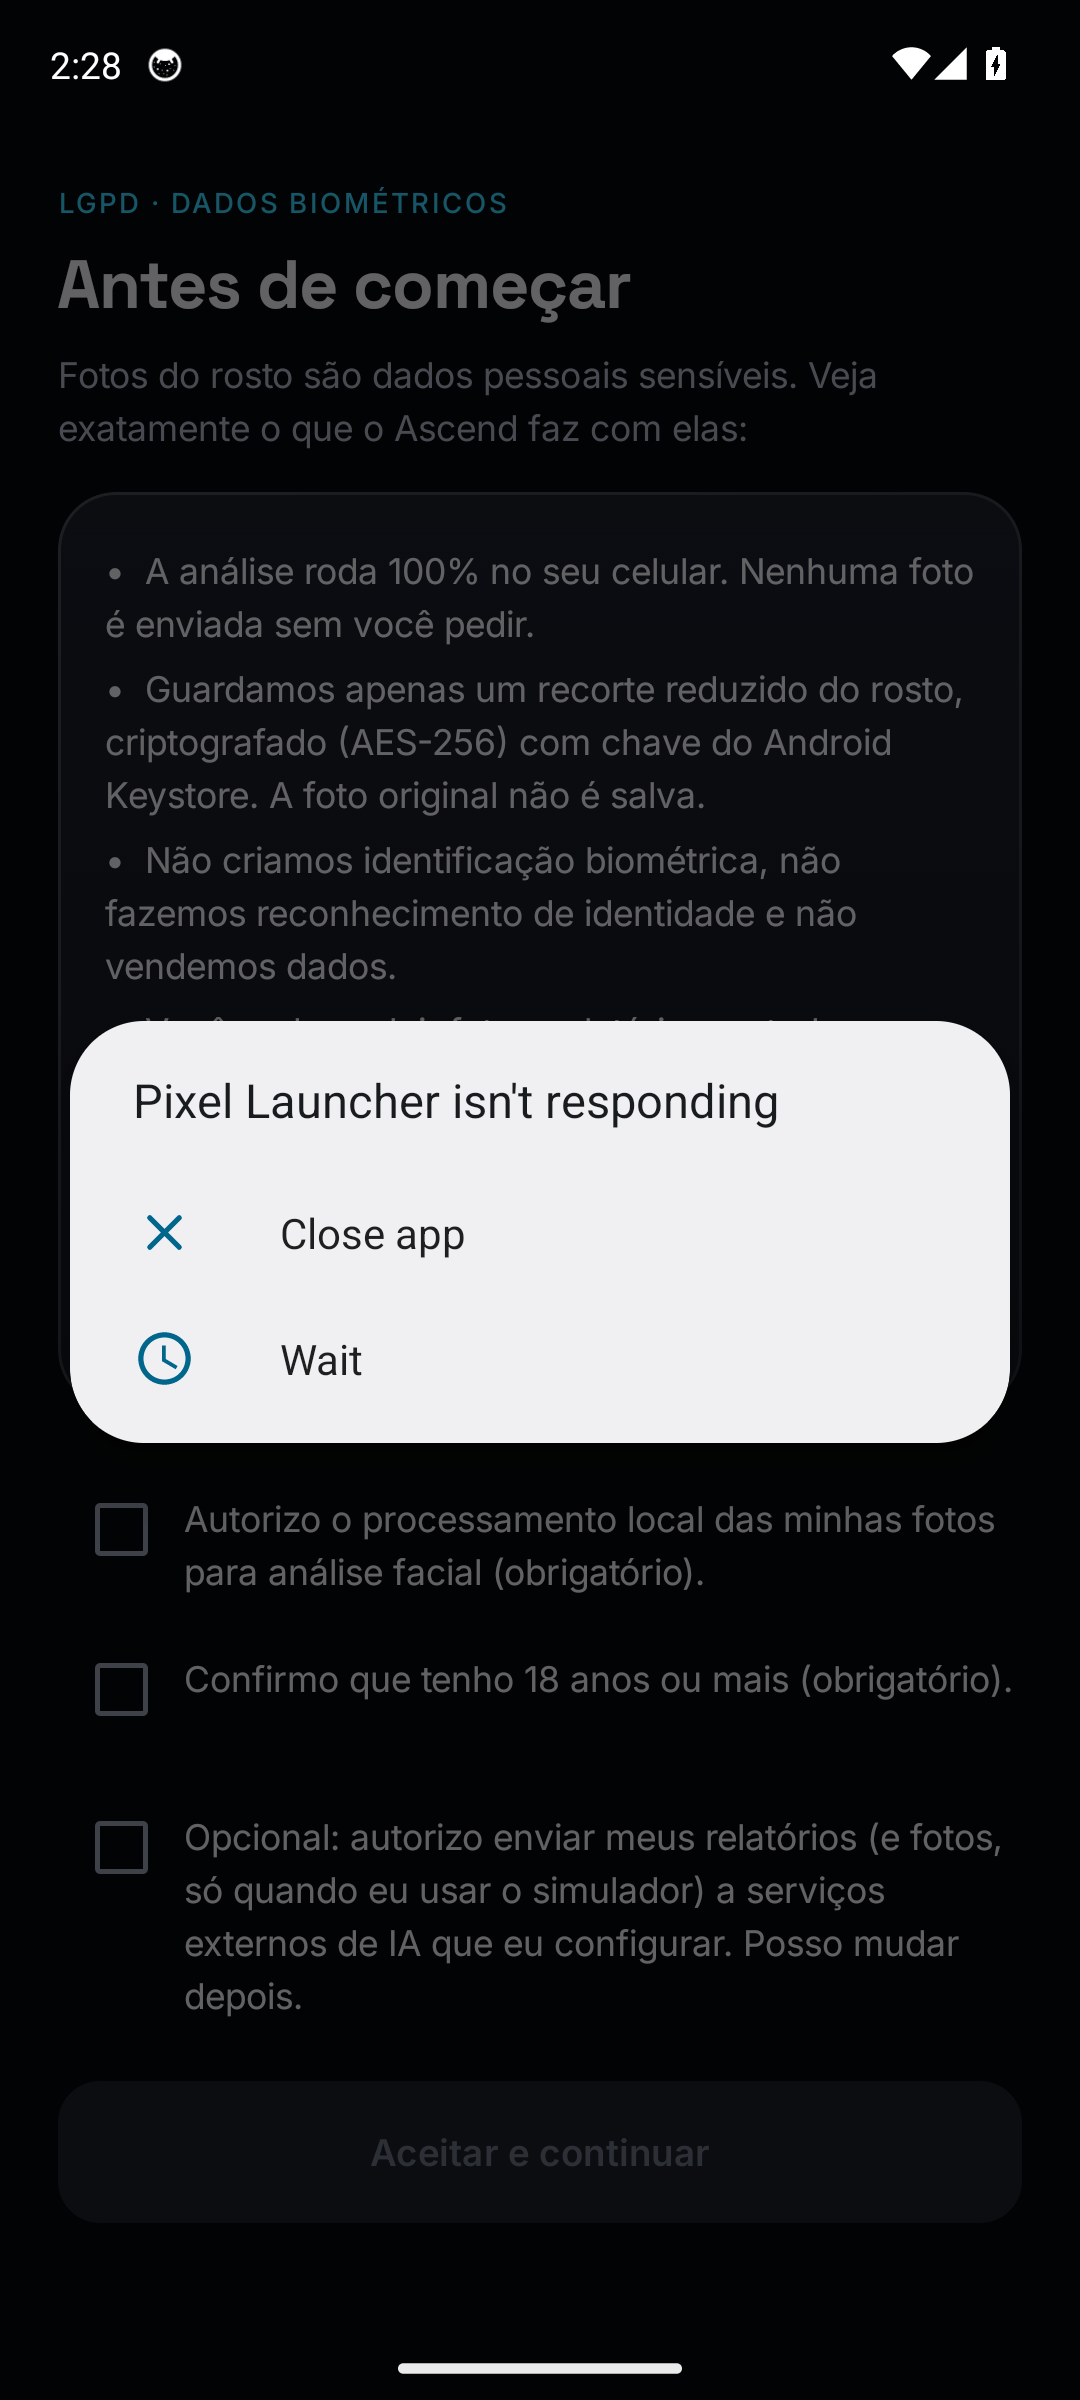 2:28
LGPD · DADOS BIOMÉTRICOS
Antes de começar
Fotos do rosto são dados pessoais sensíveis. Veja
exatamente o que o Ascend faz com elas:
• A análise roda 100% no seu celular. Nenhuma foto
é enviada sem você pedir.
• Guardamos apenas um recorte reduzido do rosto,
criptografado (AES-256) com chave do Android
Keystore. A foto original não é salva.
• Não criamos identificação biométrica, não
fazemos reconhecimento de identidade e não
vendemos dados.
Pixel Launcher isn't responding
Close app
Wait
Autorizo o processamento local das minhas fotos
para análise facial (obrigatório).
Confirmo que tenho 18 anos ou mais (obrigatório).
Opcional: autorizo enviar meus relatórios (e fotos,
só quando eu usar o simulador) a serviços
externos de IA que eu configurar. Posso mudar
depois.
Aceitar e continuar